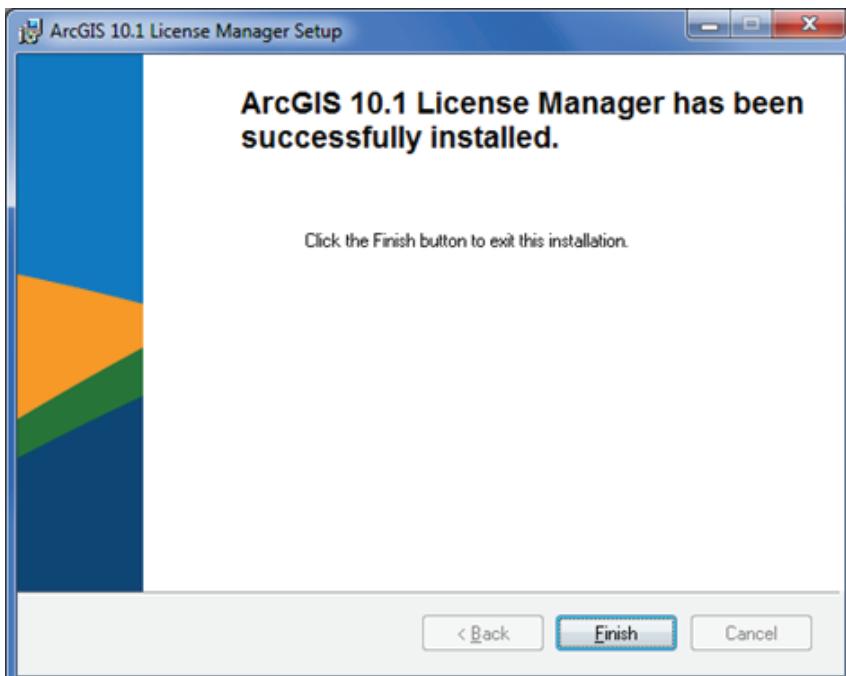 ArcGIS 10.1 License Manager Setup
ArcGIS 10.1 License Manager has been
successfully installed.
Click the Finish button to exit this installation.
< Back
Finish
Cancel